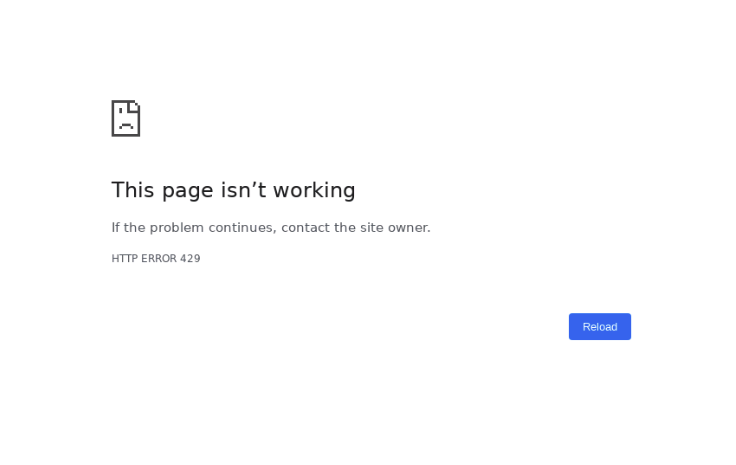 This page isn’t working
If the problem continues, contact the site owner.
HTTP ERROR 429
Reload